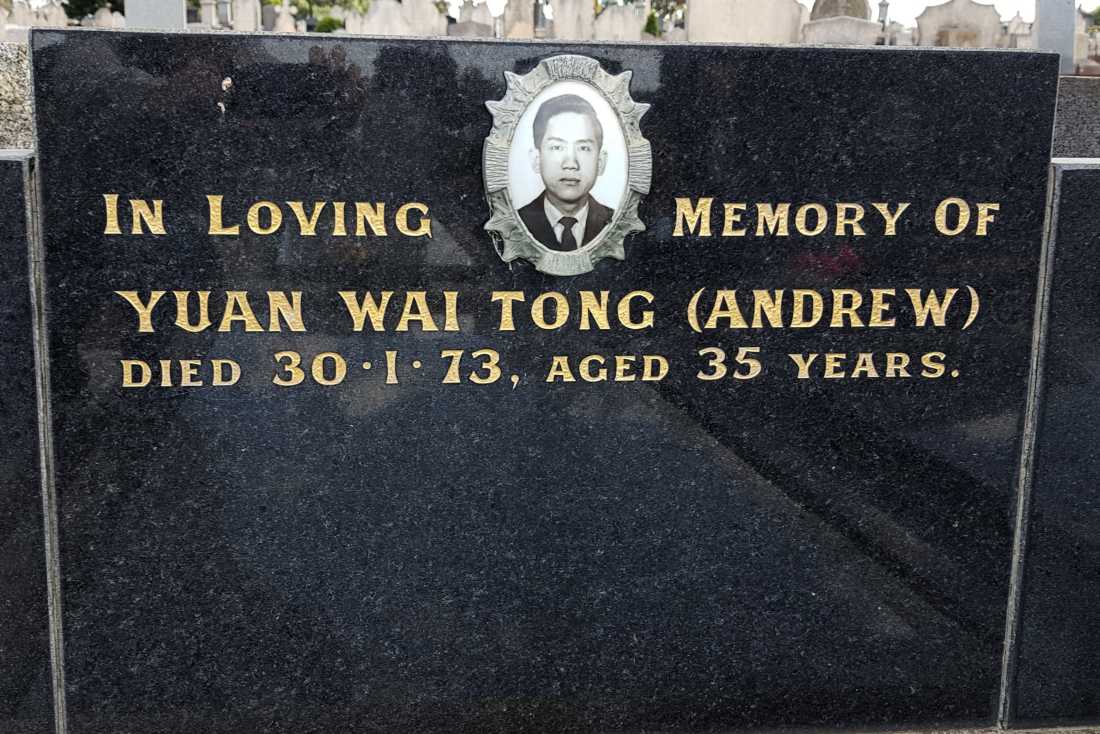 In Loving Memory Of
YUAN WAI TONG (ANDREW)
DIED 30·1·73, AGED 35 YEARS.